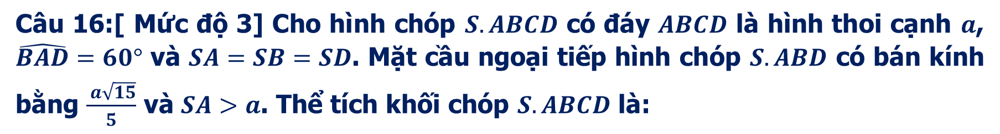 Câu 16:[ Mức độ 3] Cho hình chóp S.ABCD có đáy ABCD là hình thoi cạnh a,
$\widehat{BAD}$ = 60° và SA = SB = SD. Mặt cầu ngoại tiếp hình chóp S.ABD có bán kính
bằng $\frac{a\sqrt{15}}{5}$ và SA > a. Thể tích khối chóp S.ABCD là: